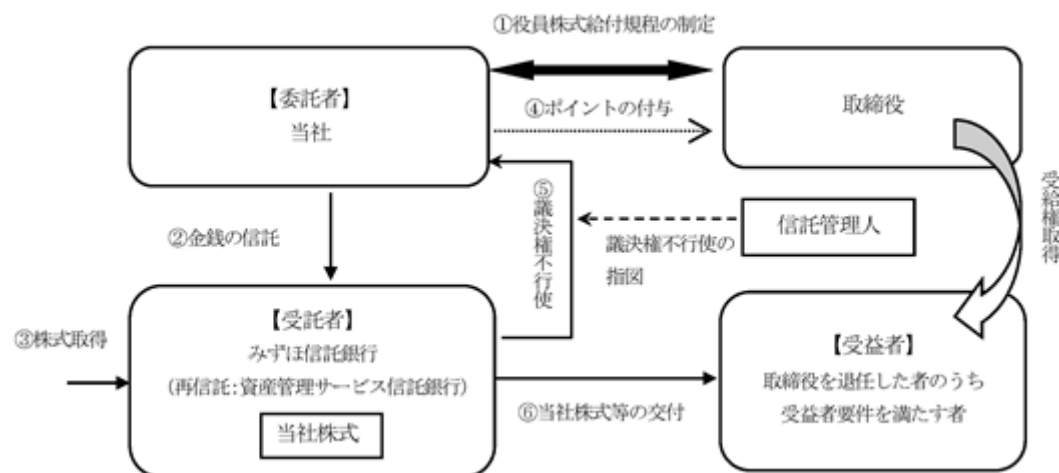 ①役員株式給付規程の制定
【委託者】
当社
④ポイントの付与
取締役
②金銭の信託
⑤議決権不行使
議決権不行使の
指図
信託管理人
受給権取得
③株式取得
【受託者】
みずほ信託銀行
(再信託:資産管理サービス信託銀行)
当社株式
⑥当社株式等の交付
【受益者】
取締役を退任した者のうち
受益者要件を満たす者